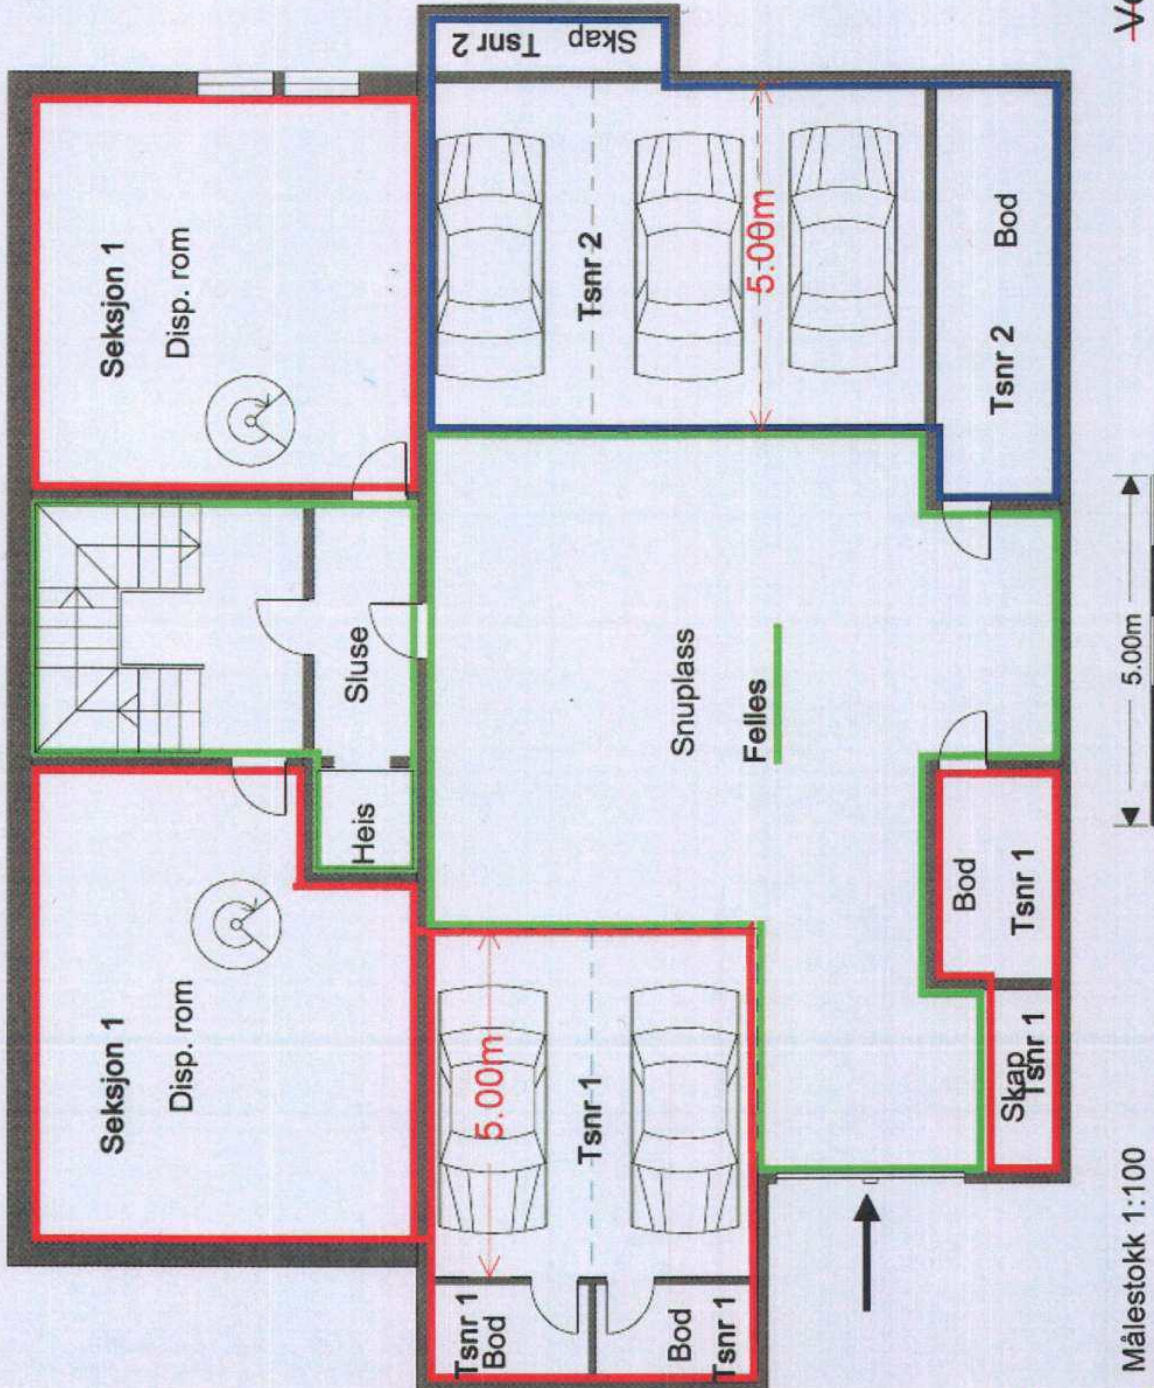 Seksjon 1
Disp. rom
Seksjon 1
Disp. rom
Heis
Sluse
Tsnr 1
Bod
Bod
Tsnr 1
5.00m
Tsnr 1
Snuplass
Felles
Skap
Tsnr 2
Tsnr 2
5.00m
Tsnr 2
Bod
Skap
Tsnr 1
Bod
Tsnr 1
Målestokk 1:100
5.00m